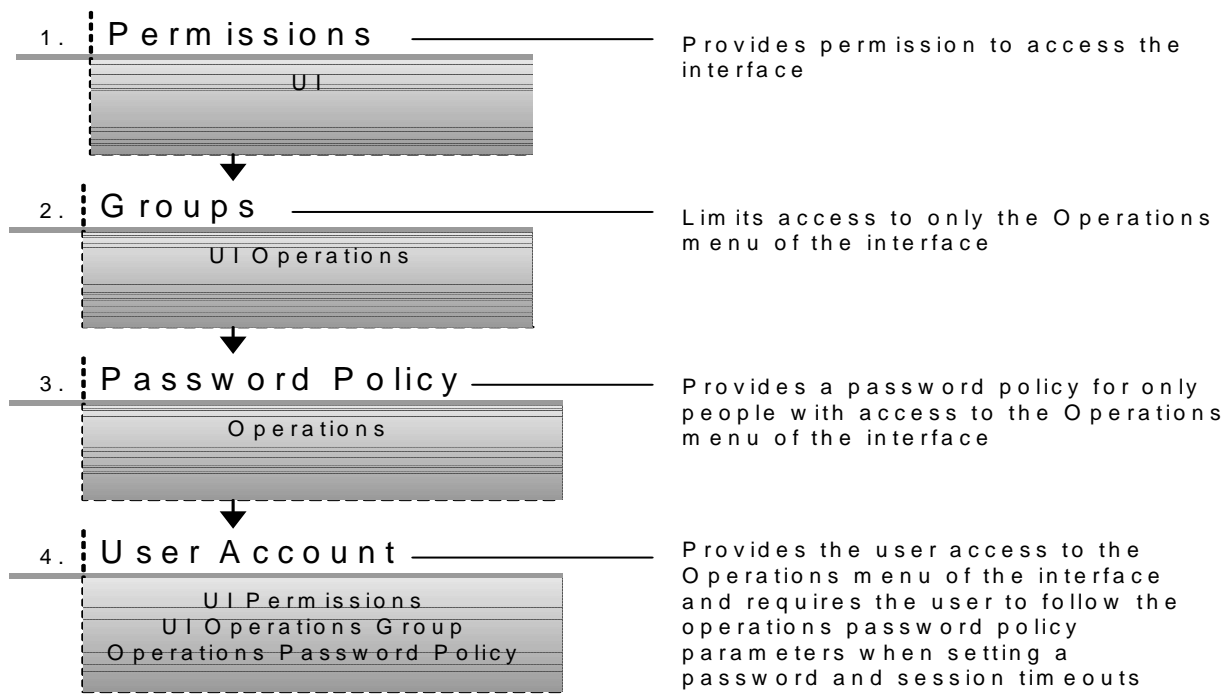 1. Permissions
Provides permission to access the
interface
UI
2. Groups
Limits access to only the Operations
menu of the interface
UI Operations
3. Password Policy
Provides a password policy for only
people with access to the Operations
menu of the interface
Operations
4. User Account
Provides the user access to the
Operations menu of the interface
and requires the user to follow the
operations password policy
parameters when setting a
password and session timeouts
UI Permissions
UI Operations Group
Operations Password Policy